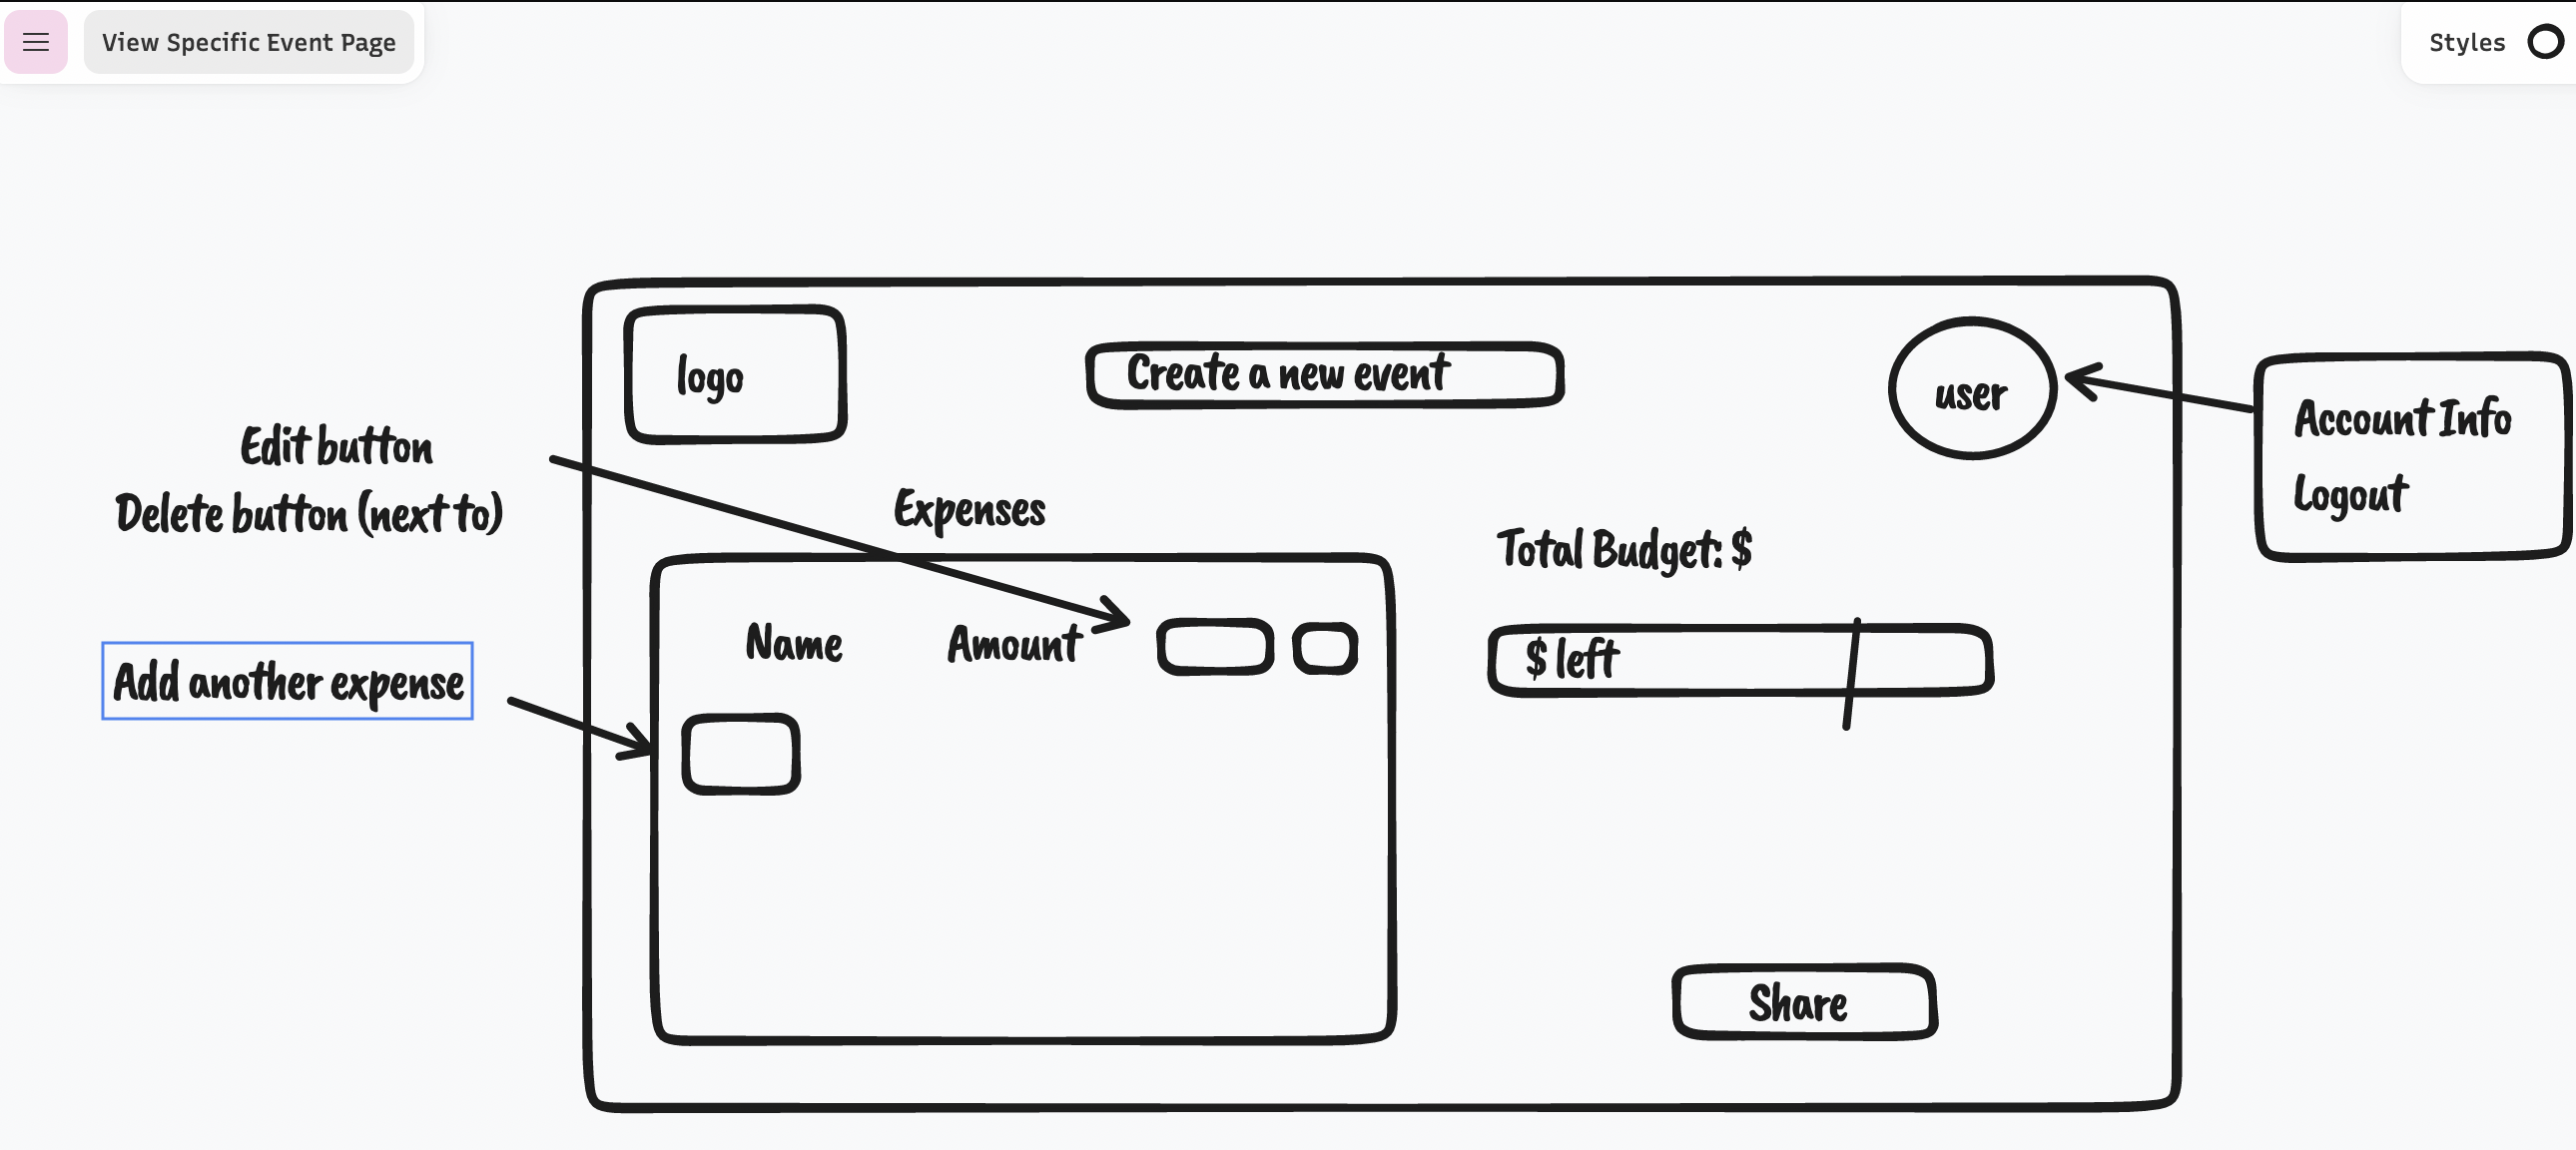 View Specific Event Page
Styles
logo
Create a new event
user
Account Info
Logout
Edit button
Delete button (next to)
Expenses
Total Budget: $
Name
Amount
$ left
Add another expense
Share